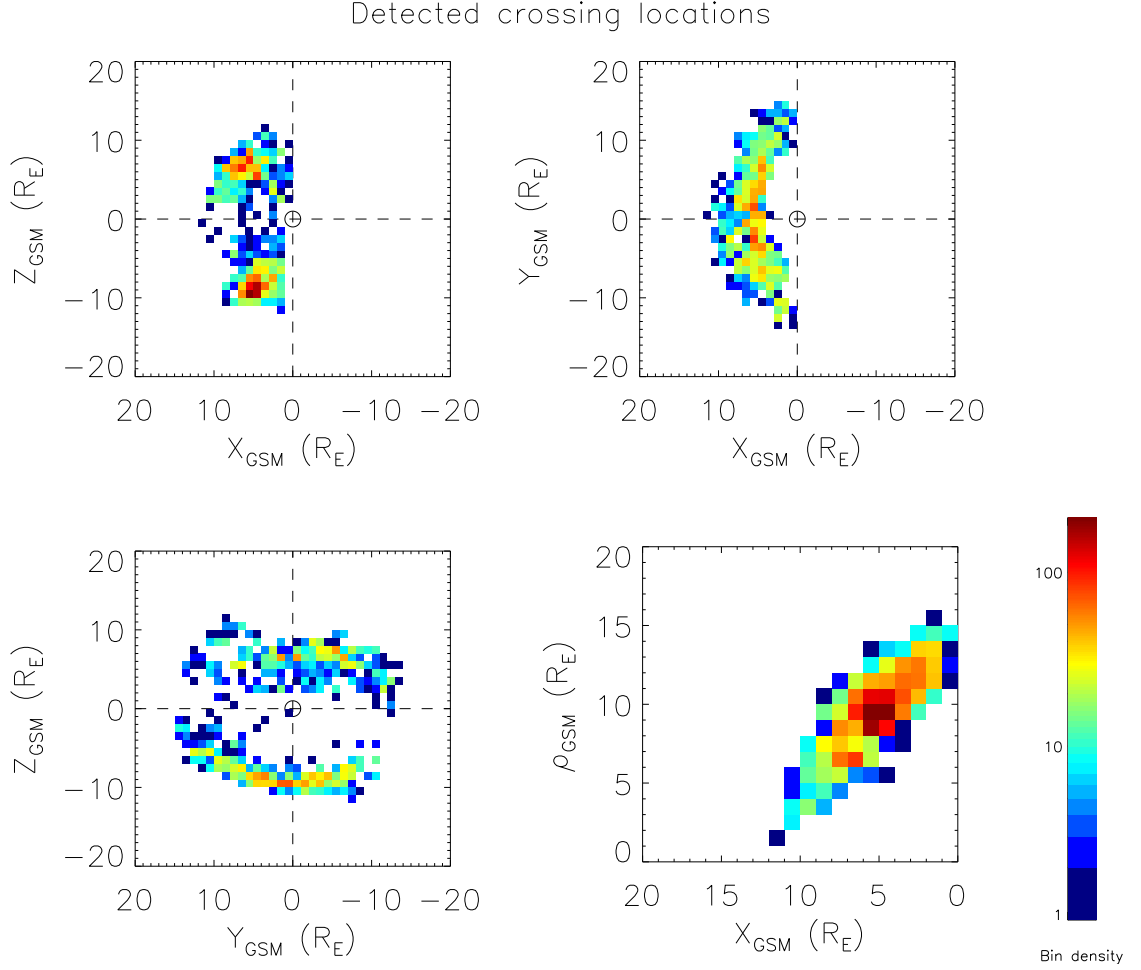 Detected crossing locations
20
10
0
−10
−20
Z_GSM (R_E)
20 10 0 −10 −20
X_GSM (R_E)
20
10
0
−10
−20
Y_GSM (R_E)
20 10 0 −10 −20
X_GSM (R_E)
20
10
0
−10
−20
Z_GSM (R_E)
20 10 0 −10 −20
Y_GSM (R_E)
20
15
10
5
0
ρ_GSM (R_E)
20 15 10 5 0
X_GSM (R_E)
100
10
1
Bin density